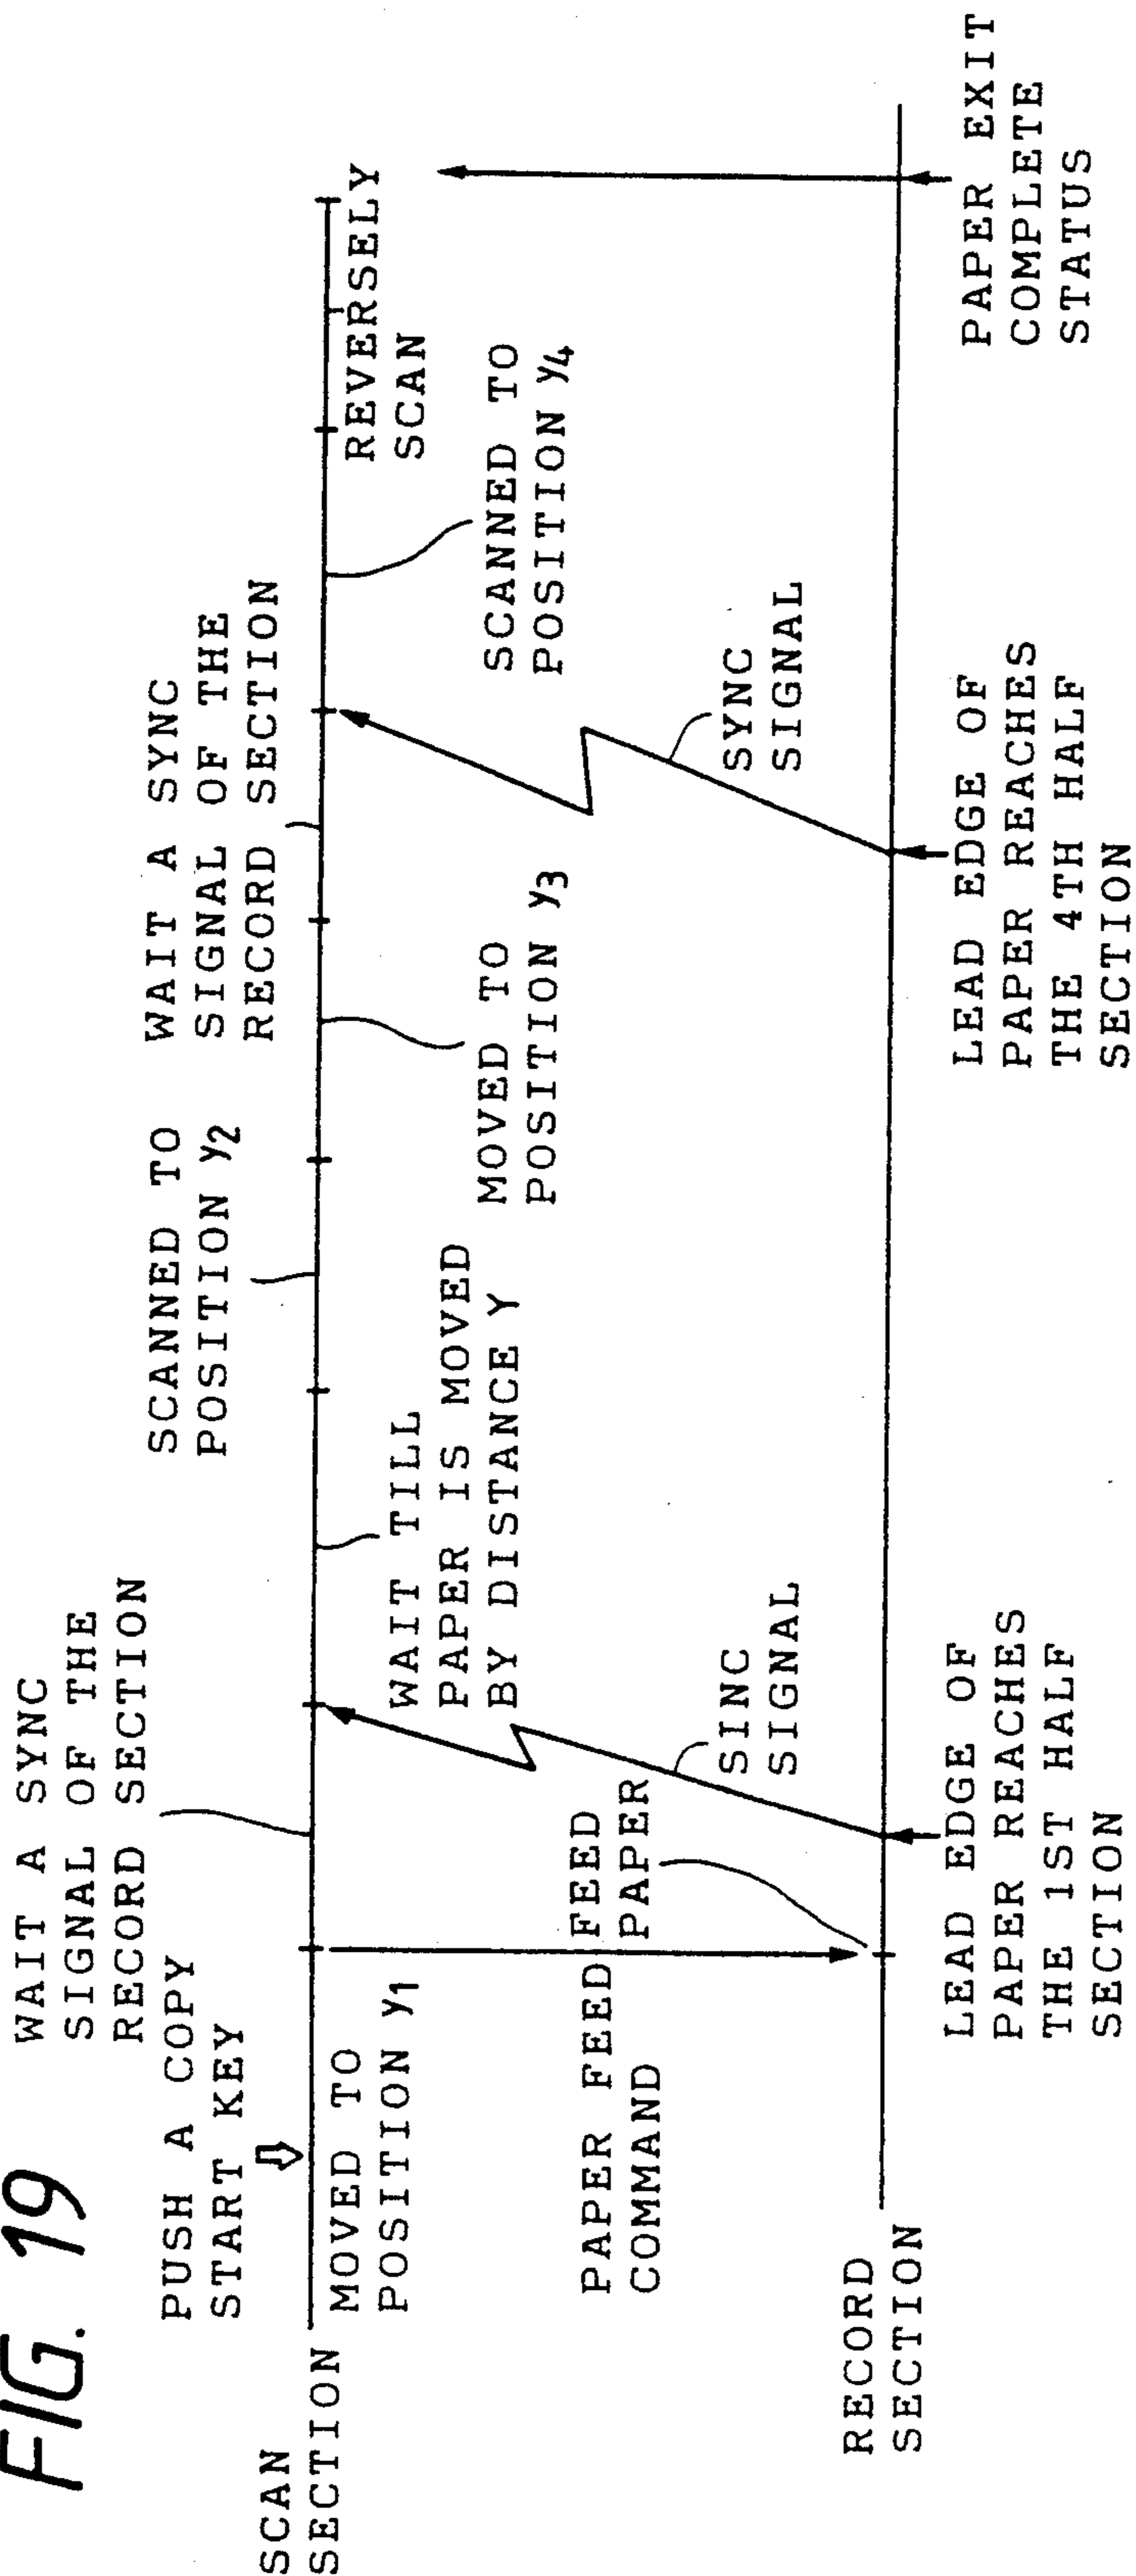 FIG. 19
WAIT A SYNC
SIGNAL OF THE
RECORD SECTION
PUSH A COPY
START KEY
SCANNED TO
POSITION y2
WAIT A SYNC
SIGNAL OF THE
RECORD SECTION
SCAN
SECTION
MOVED TO
POSITION y1
WAIT TILL
PAPER IS MOVED
BY DISTANCE Y
MOVED TO
POSITION y3
SCANNED TO
POSITION y4
REVERSELY
SCAN
PAPER FEED
COMMAND
FEED
PAPER
SINC
SIGNAL
SYNC
SIGNAL
RECORD
SECTION
LEAD EDGE OF
PAPER REACHES
THE 1ST HALF
SECTION
LEAD EDGE OF
PAPER REACHES
THE 4TH HALF
SECTION
PAPER EXIT
COMPLETE
STATUS